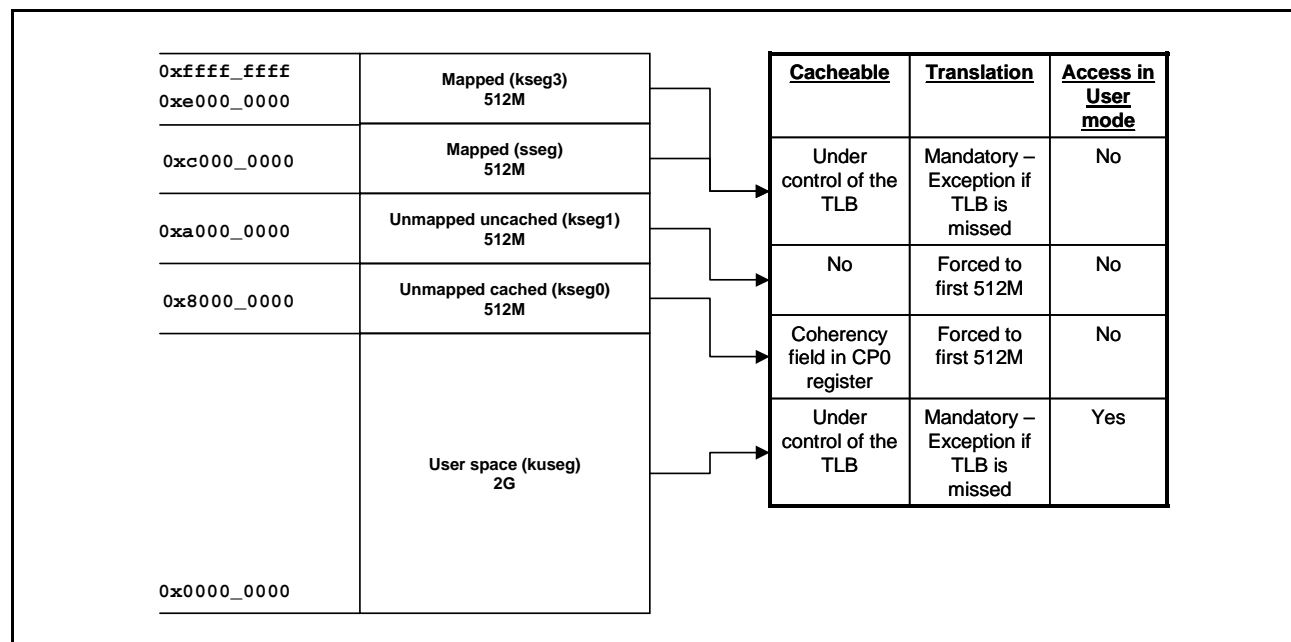 0xffff_ffff
0xe000_0000
Mapped (kseg3)
512M
0xc000_0000
Mapped (sseg)
512M
0xa000_0000
Unmapped uncached (kseg1)
512M
0x8000_0000
Unmapped cached (kseg0)
512M
User space (kuseg)
2G
0x0000_0000
Cacheable
Translation
Access in
User
mode
Under
control of the
TLB
Mandatory –
Exception if
TLB is
missed
No
No
Forced to
first 512M
No
Coherency
field in CP0
register
Forced to
first 512M
No
Under
control of the
TLB
Mandatory –
Exception if
TLB is
missed
Yes